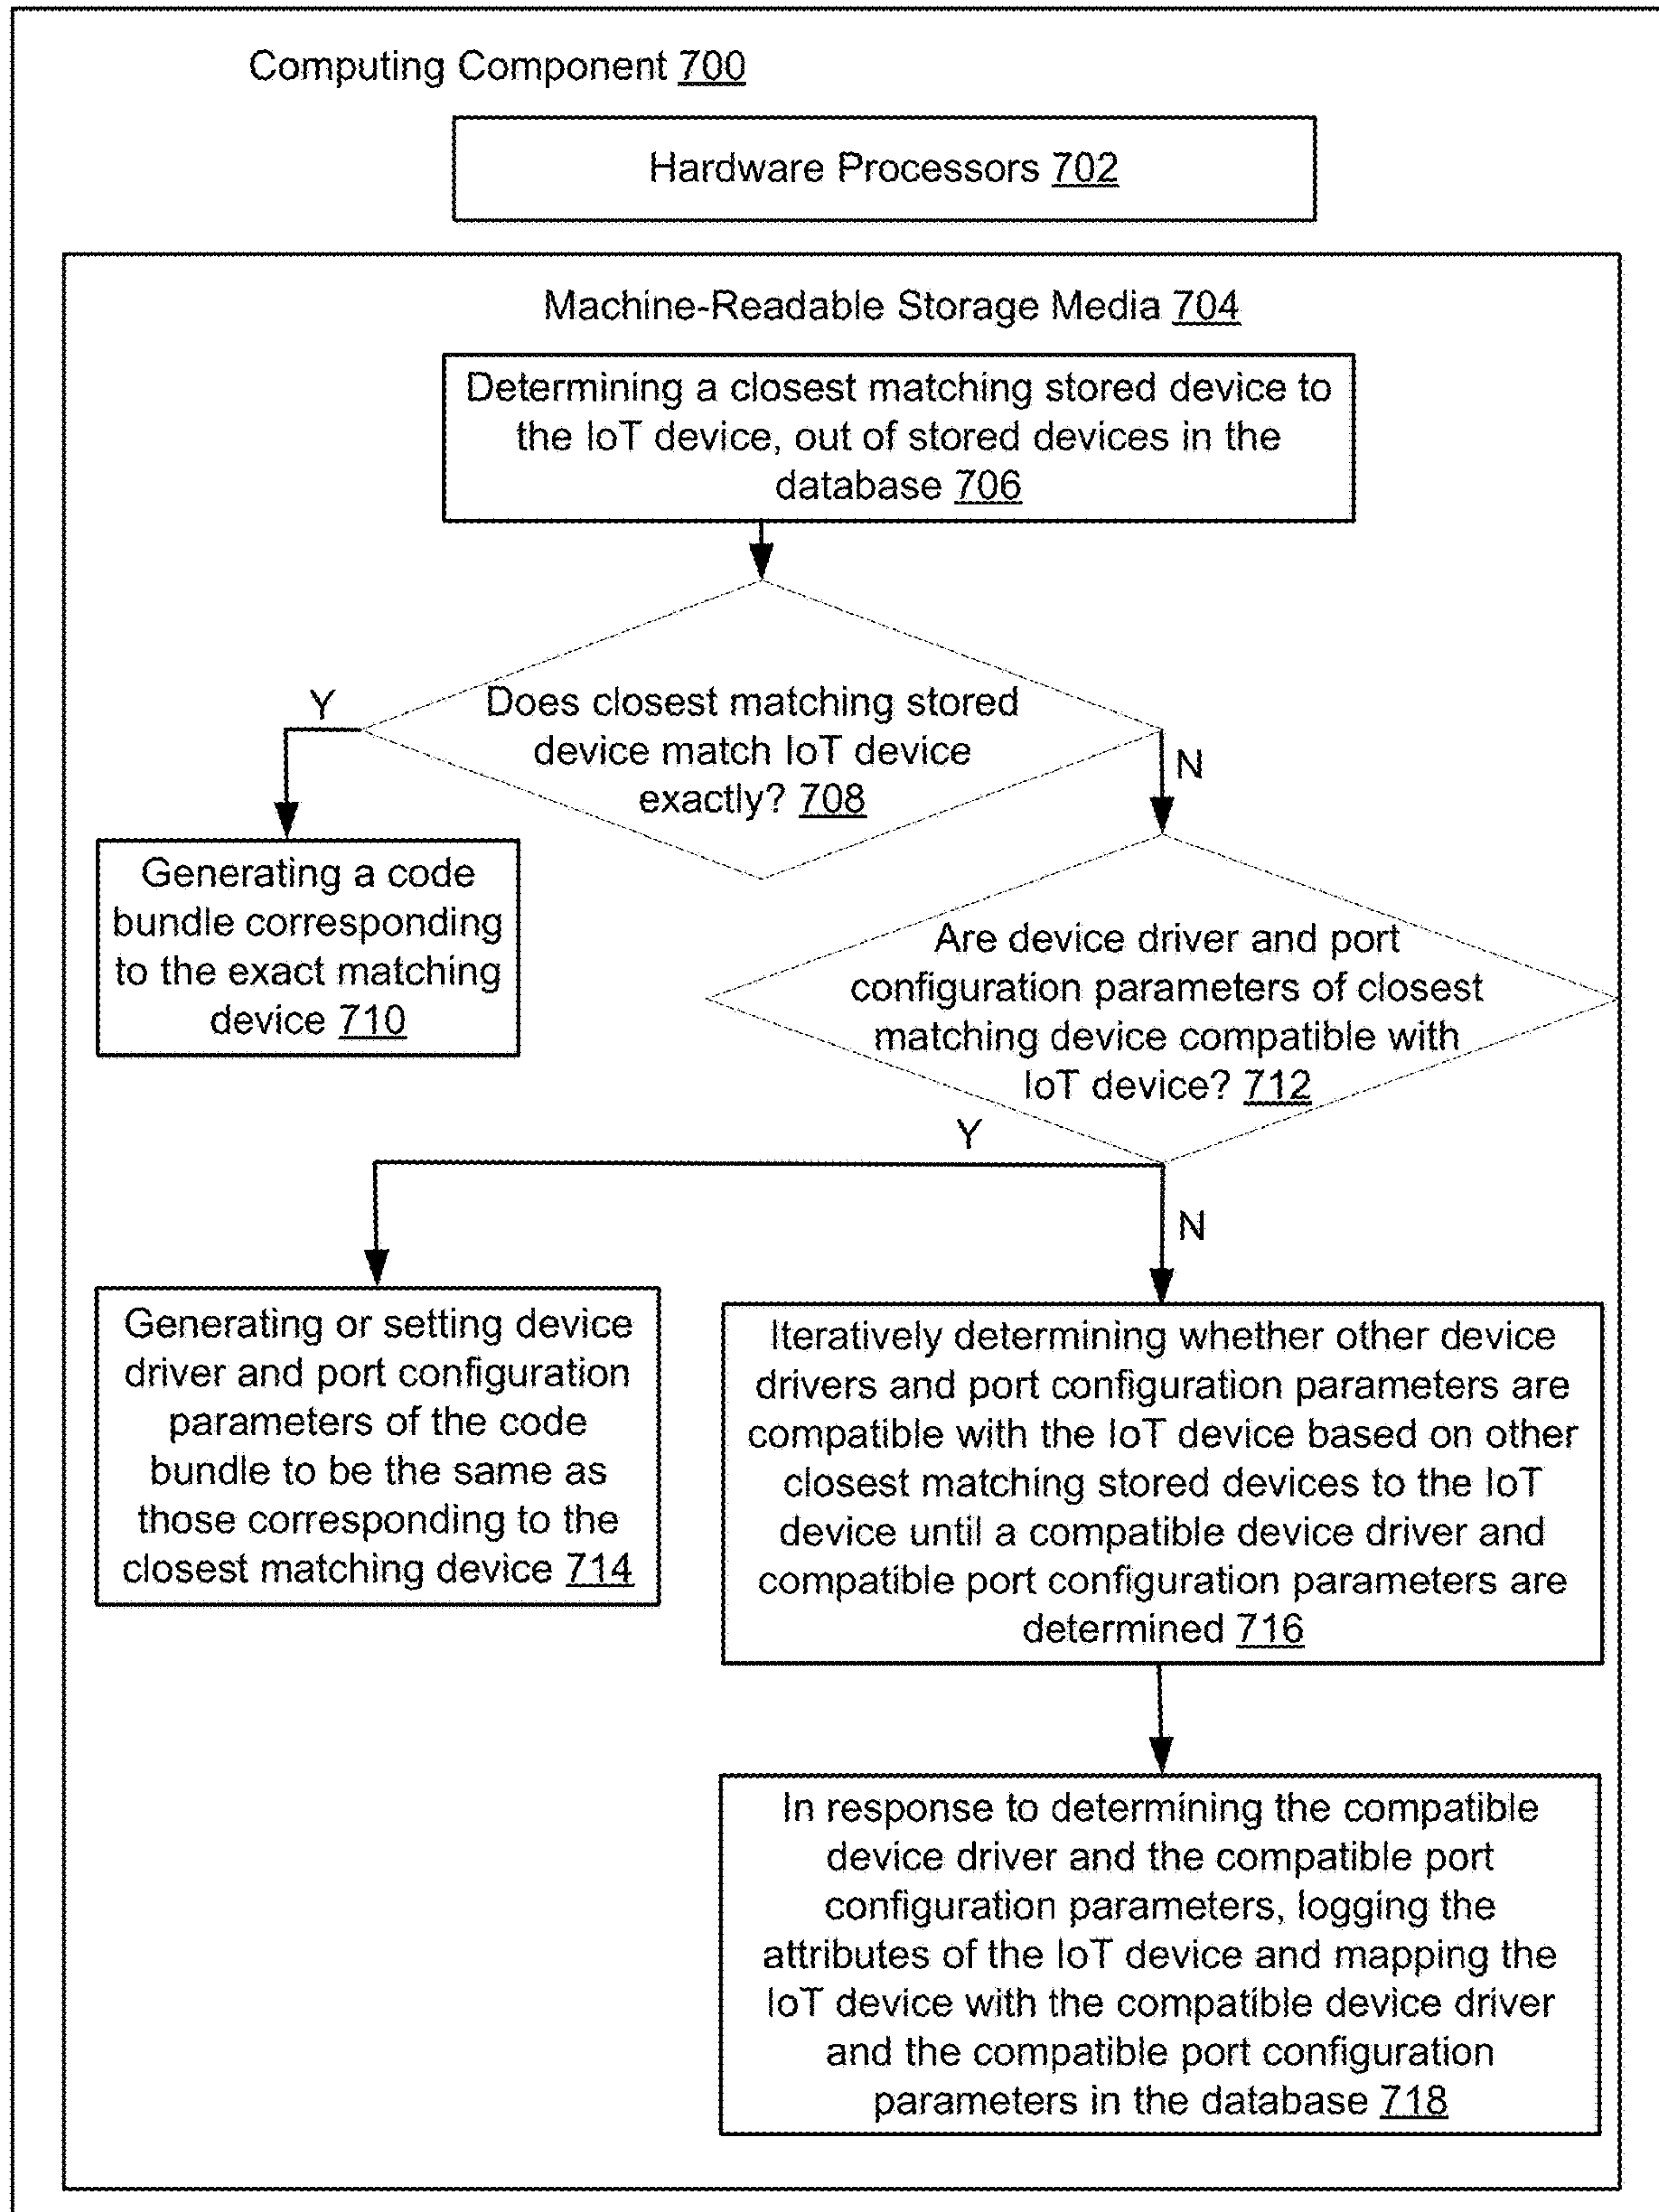 Computing Component 700
Hardware Processors 702
Machine-Readable Storage Media 704
Determining a closest matching stored device to
the IoT device, out of stored devices in the
database 706
Does closest matching stored
device match IoT device
exactly? 708
Y
N
Generating a code
bundle corresponding
to the exact matching
device 710
Are device driver and port
configuration parameters of closest
matching device compatible with
IoT device? 712
Y
N
Generating or setting device
driver and port configuration
parameters of the code
bundle to be the same as
those corresponding to the
closest matching device 714
Iteratively determining whether other device
drivers and port configuration parameters are
compatible with the IoT device based on other
closest matching stored devices to the IoT
device until a compatible device driver and
compatible port configuration parameters are
determined 716
In response to determining the compatible
device driver and the compatible port
configuration parameters, logging the
attributes of the IoT device and mapping the
IoT device with the compatible device driver
and the compatible port configuration
parameters in the database 718